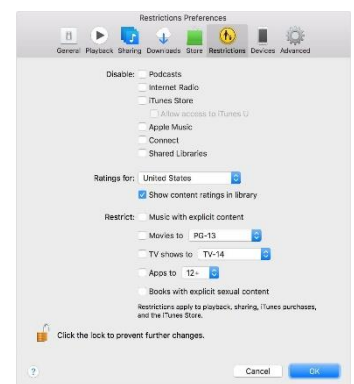 Restrictions Preferences
General Playback Sharing Downloads Store Restrictions Devices Advanced
Disable: Podcasts
Internet Radio
iTunes Store
Allow access to iTunes U
Apple Music
Connect
Shared Libraries
Ratings for: United States
Show content ratings in library
Restrict: Music with explicit content
Movies to PG-13
TV shows to TV-14
Apps to 12+
Books with explicit sexual content
Restrictions apply to playback, sharing, iTunes purchases,
and the iTunes Store.
Click the lock to prevent further changes.
? Cancel OK